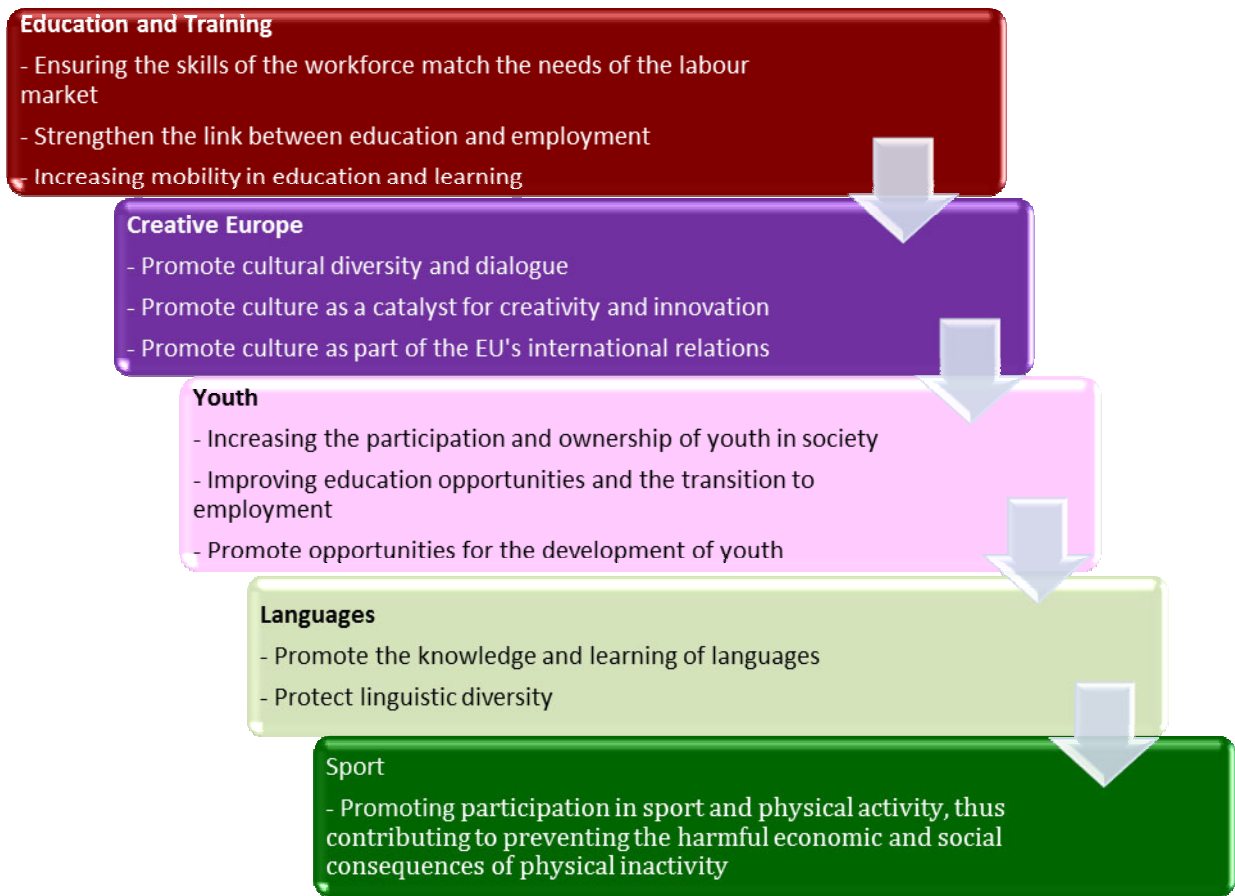 Education and Training
- Ensuring the skills of the workforce match the needs of the labour
market
- Strengthen the link between education and employment
- Increasing mobility in education and learning
Creative Europe
- Promote cultural diversity and dialogue
- Promote culture as a catalyst for creativity and innovation
- Promote culture as part of the EU's international relations
Youth
- Increasing the participation and ownership of youth in society
- Improving education opportunities and the transition to
employment
- Promote opportunities for the development of youth
Languages
- Promote the knowledge and learning of languages
- Protect linguistic diversity
Sport
- Promoting participation in sport and physical activity, thus
contributing to preventing the harmful economic and social
consequences of physical inactivity